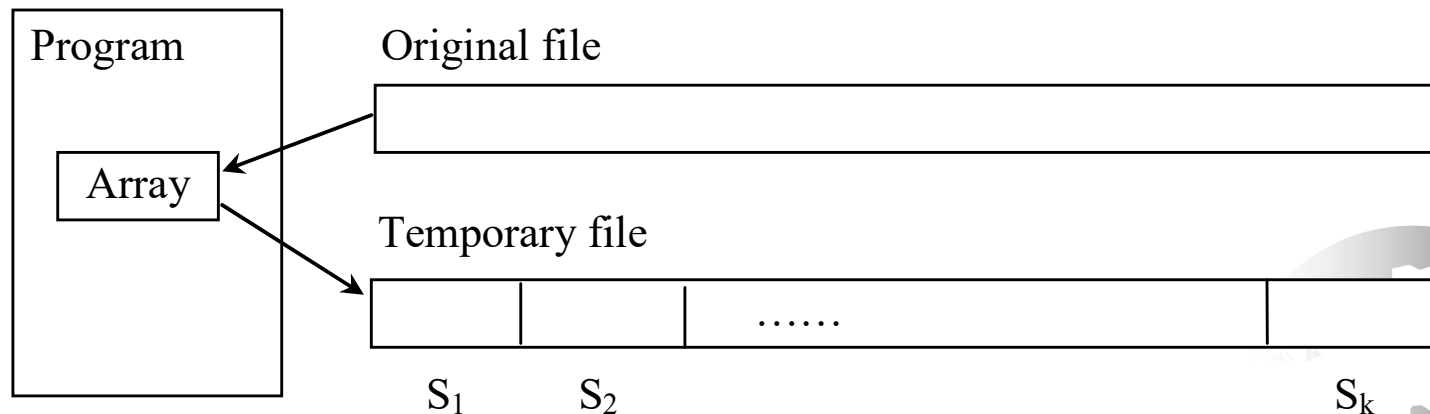 Program
Original file
Array
Temporary file
……
S₁ S₂ Sₖ